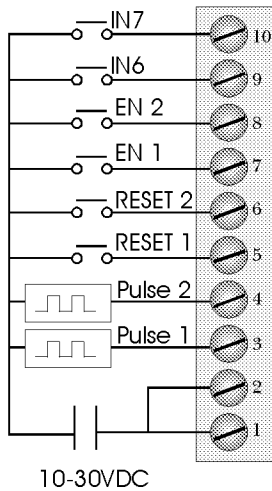 IN7 10
IN6 9
EN 2 8
EN 1 7
RESET 2 6
RESET 1 5
Pulse 2 4
Pulse 1 3
2
1
10-30VDC